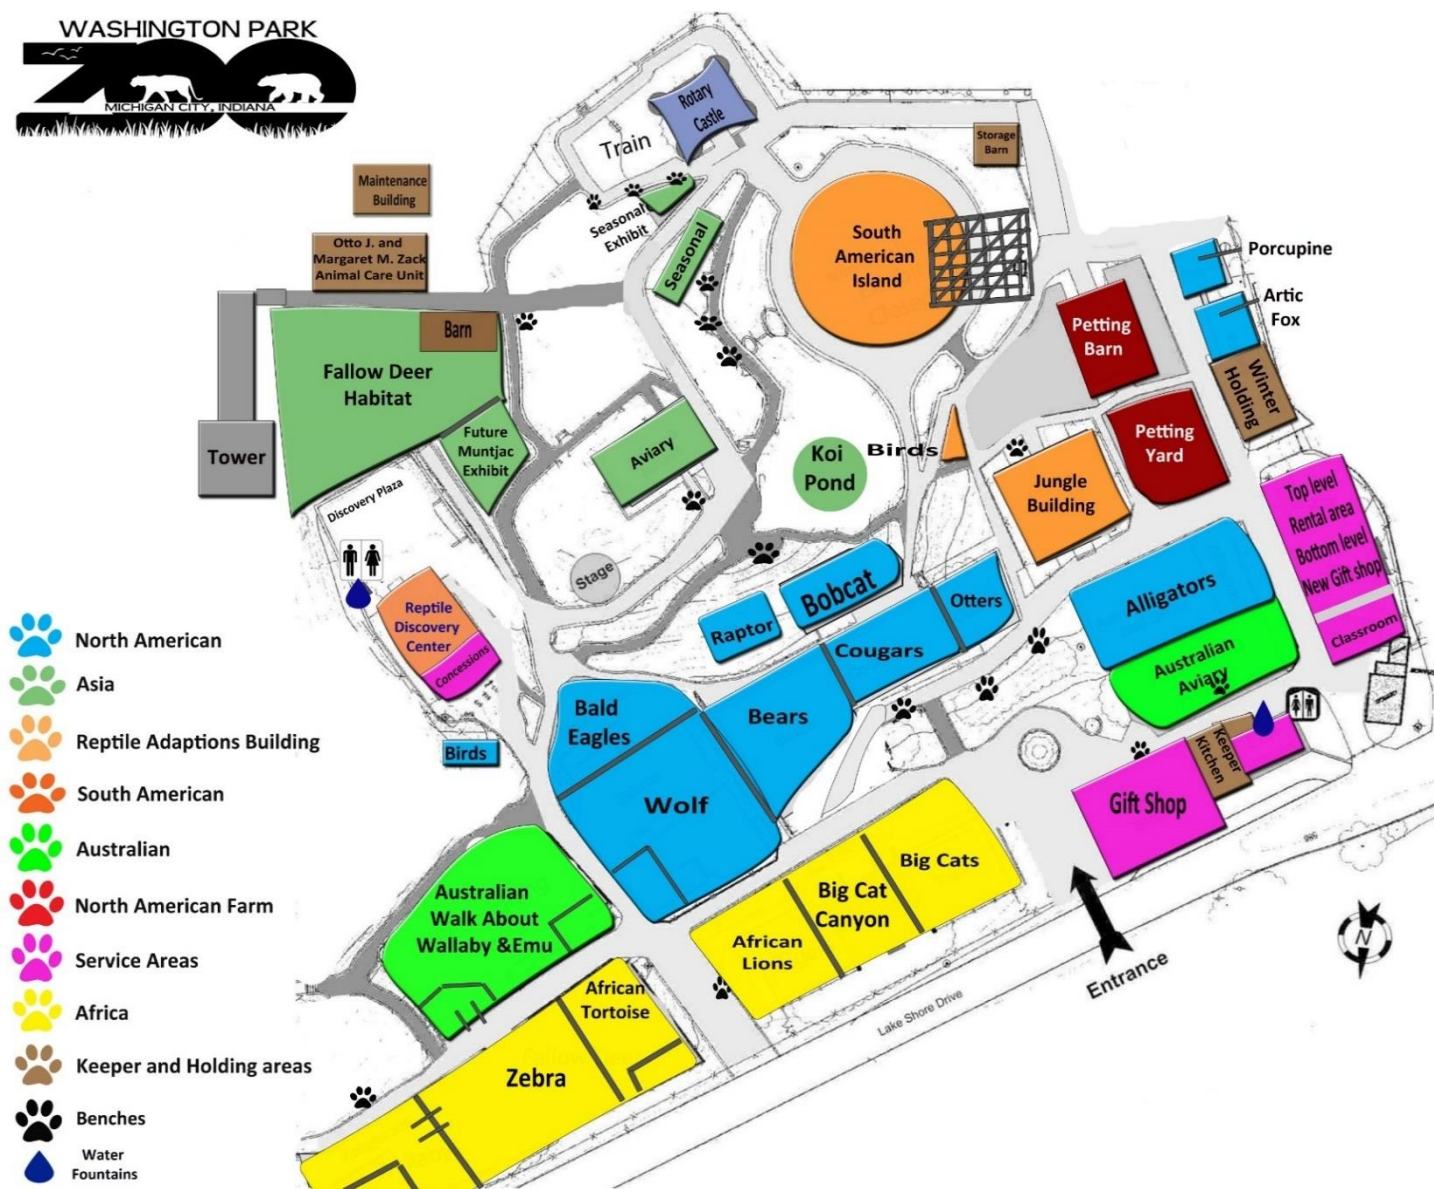 WASHINGTON PARK
ZOO
MICHIGAN CITY, INDIANA
Rotary
Castle
Train
Storage
Barn
Maintenance
Building
Seasonal
Exhibit
Seasonal
South
American
Island
Otto J. and
Margaret M. Zack
Animal Care Unit
Porcupine
Artic
Fox
Barn
Petting
Barn
Fallow Deer
Habitat
Winter
Holding
Future
Muntjac
Exhibit
Aviary
Koi
Pond
Birds
Petting
Yard
Tower
Jungle
Building
Discovery Plaza
Top level
Rental area
Bottom level
New Gift shop
Classroom
Stage
Bobcat
Otters
Alligators
Reptile
Discovery
Center
Concessions
Raptor
Cougars
Australian
Aviary
Bald
Eagles
Bears
Birds
Keeper
Kitchen
Wolf
Gift Shop
Big Cats
Big Cat
Canyon
African
Lions
Australian
Walk About
Wallaby &Emu
African
Tortoise
Zebra
Entrance
Lake Shore Drive
N
North American
Asia
Reptile Adaptions Building
South American
Australian
North American Farm
Service Areas
Africa
Keeper and Holding areas
Benches
Water
Fountains